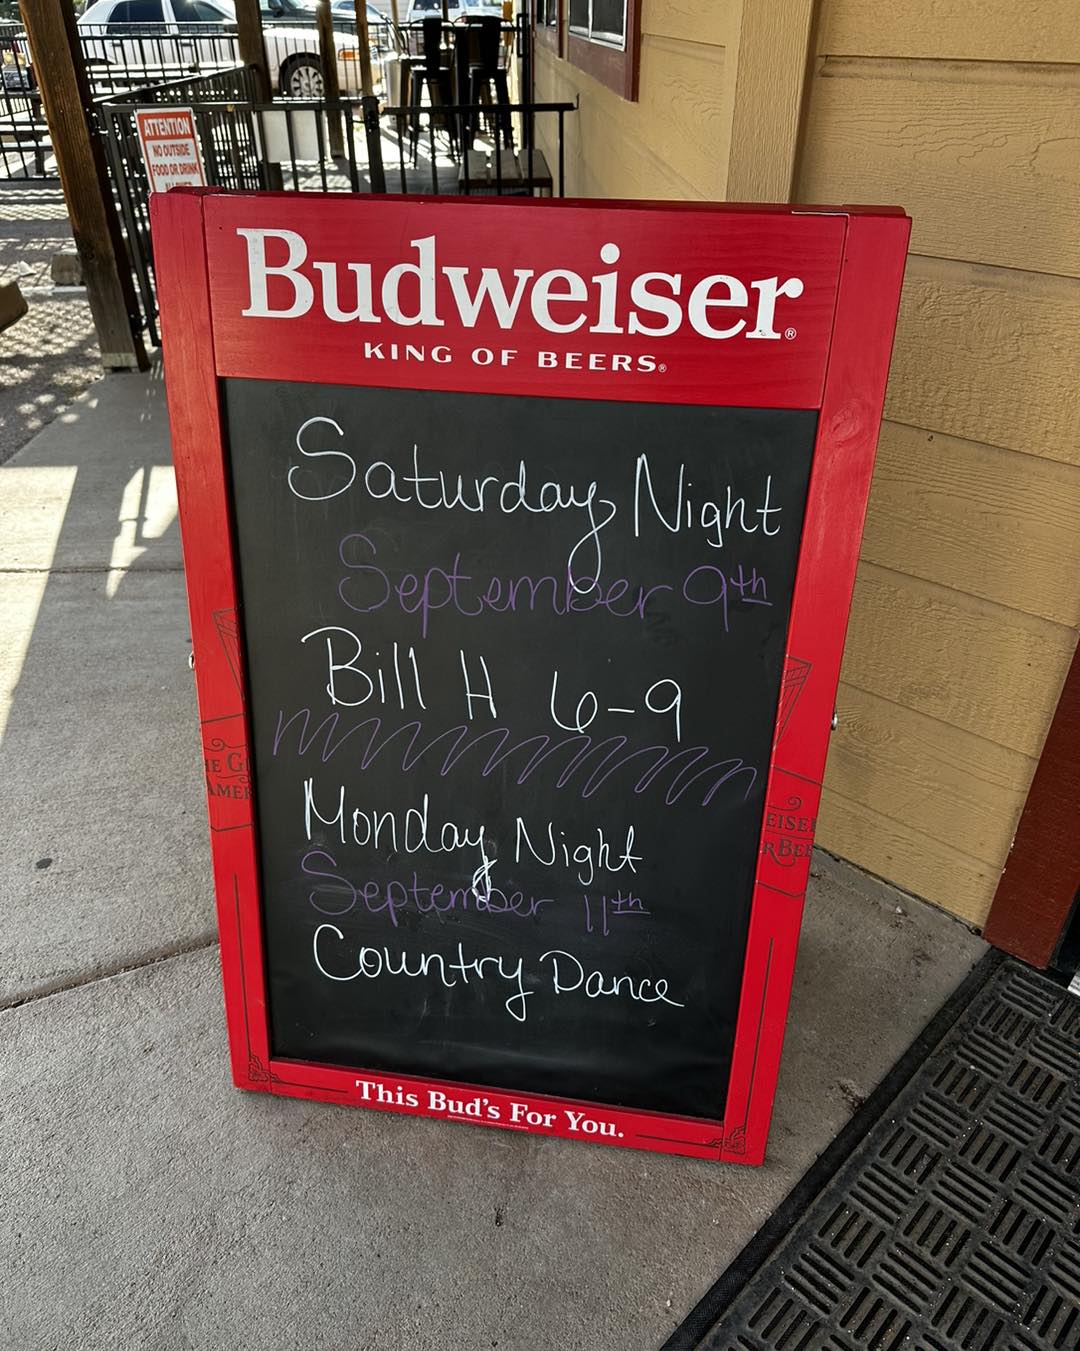 ATTENTION
NO OUTSIDE
FOOD OR DRINK
Budweiser®
KING OF BEERS®
Saturday Night
September 9th
Bill H 6-9
Monday Night
September 11th
Country Dance
This Bud's For You.